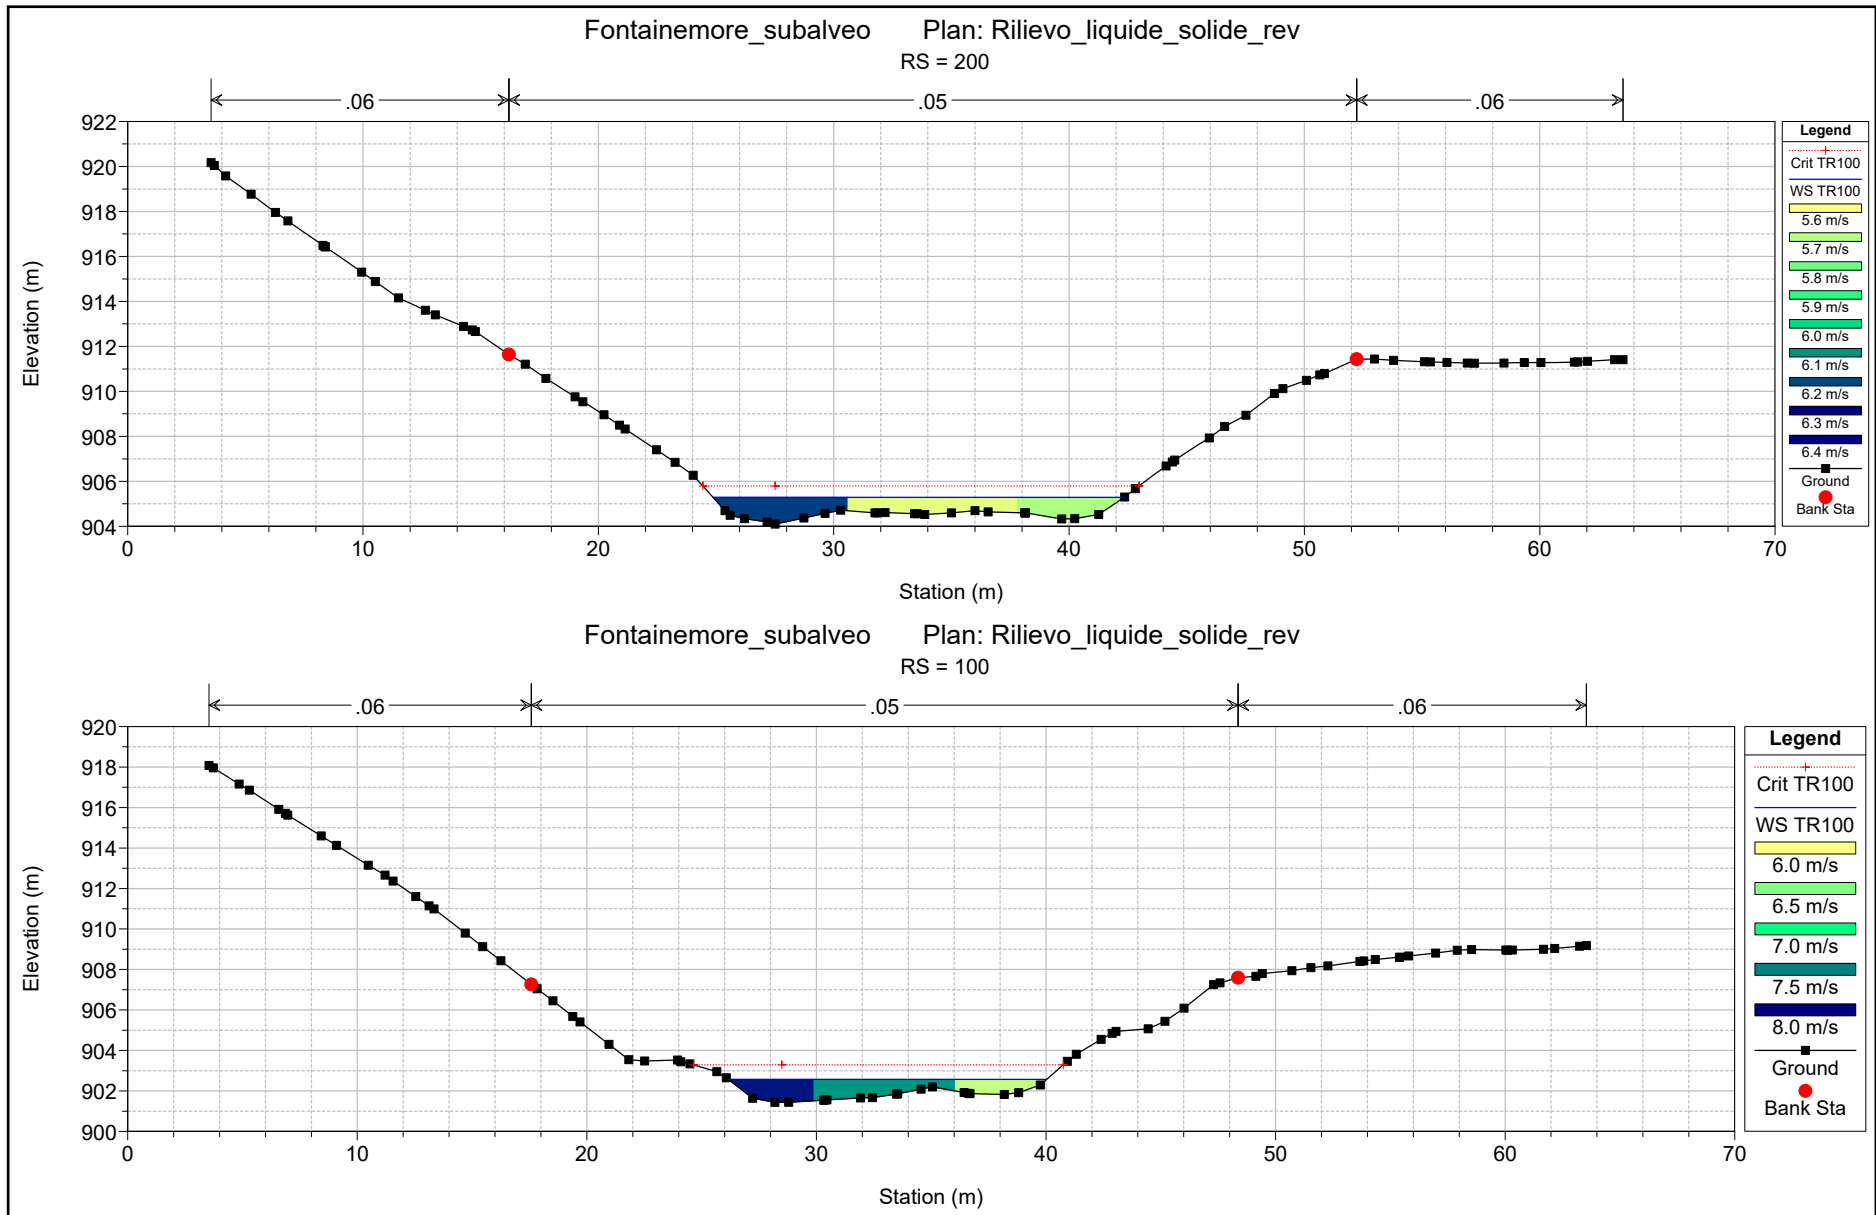 Fontainemore_subalveo Plan: Rilievo_liquide_solide_rev
RS = 200
.06 .05 .06
922
920
918
916
914
912
910
908
906
904
Elevation (m)
0 10 20 30 40 50 60 70
Station (m)
Legend
Crit TR100
WS TR100
5.6 m/s
5.7 m/s
5.8 m/s
5.9 m/s
6.0 m/s
6.1 m/s
6.2 m/s
6.3 m/s
6.4 m/s
Ground
Bank Sta
Fontainemore_subalveo Plan: Rilievo_liquide_solide_rev
RS = 100
.06 .05 .06
920
918
916
914
912
910
908
906
904
902
900
Elevation (m)
0 10 20 30 40 50 60 70
Station (m)
Legend
Crit TR100
WS TR100
6.0 m/s
6.5 m/s
7.0 m/s
7.5 m/s
8.0 m/s
Ground
Bank Sta